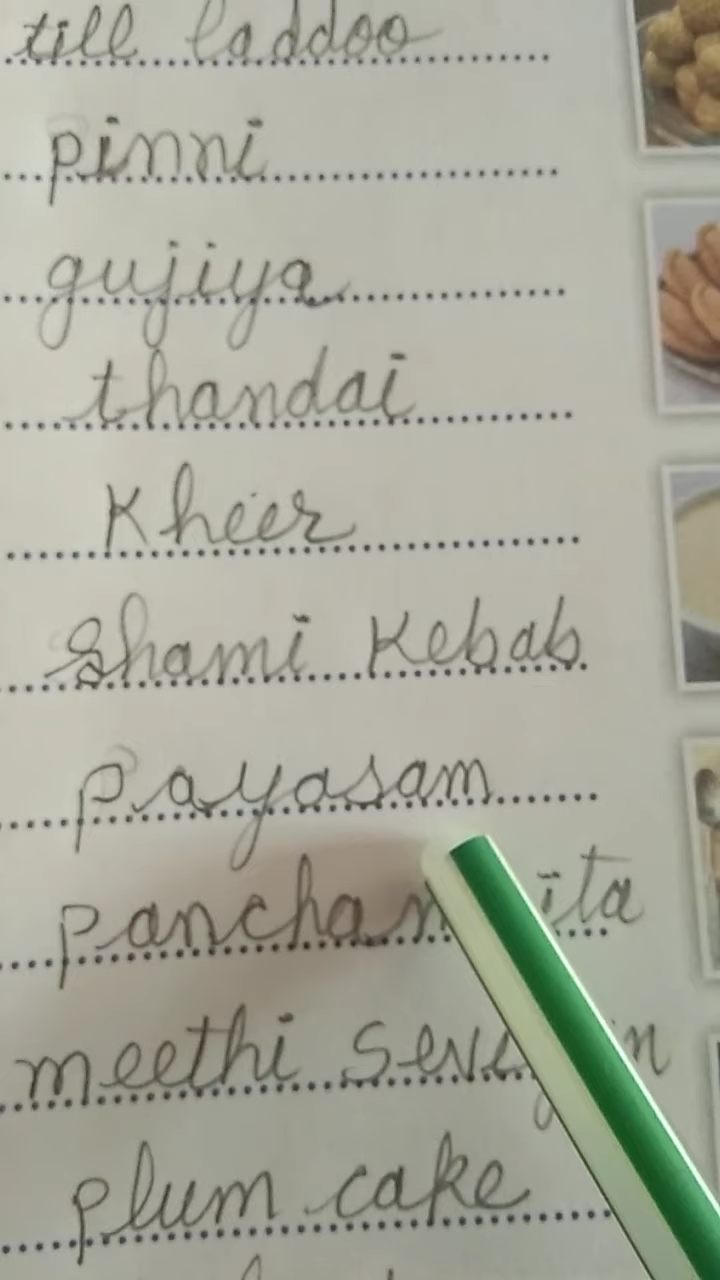 till laddoo
pinni
gujiya
thandai
Kheer
Shami Kebab
payasam
meethi
plum cake